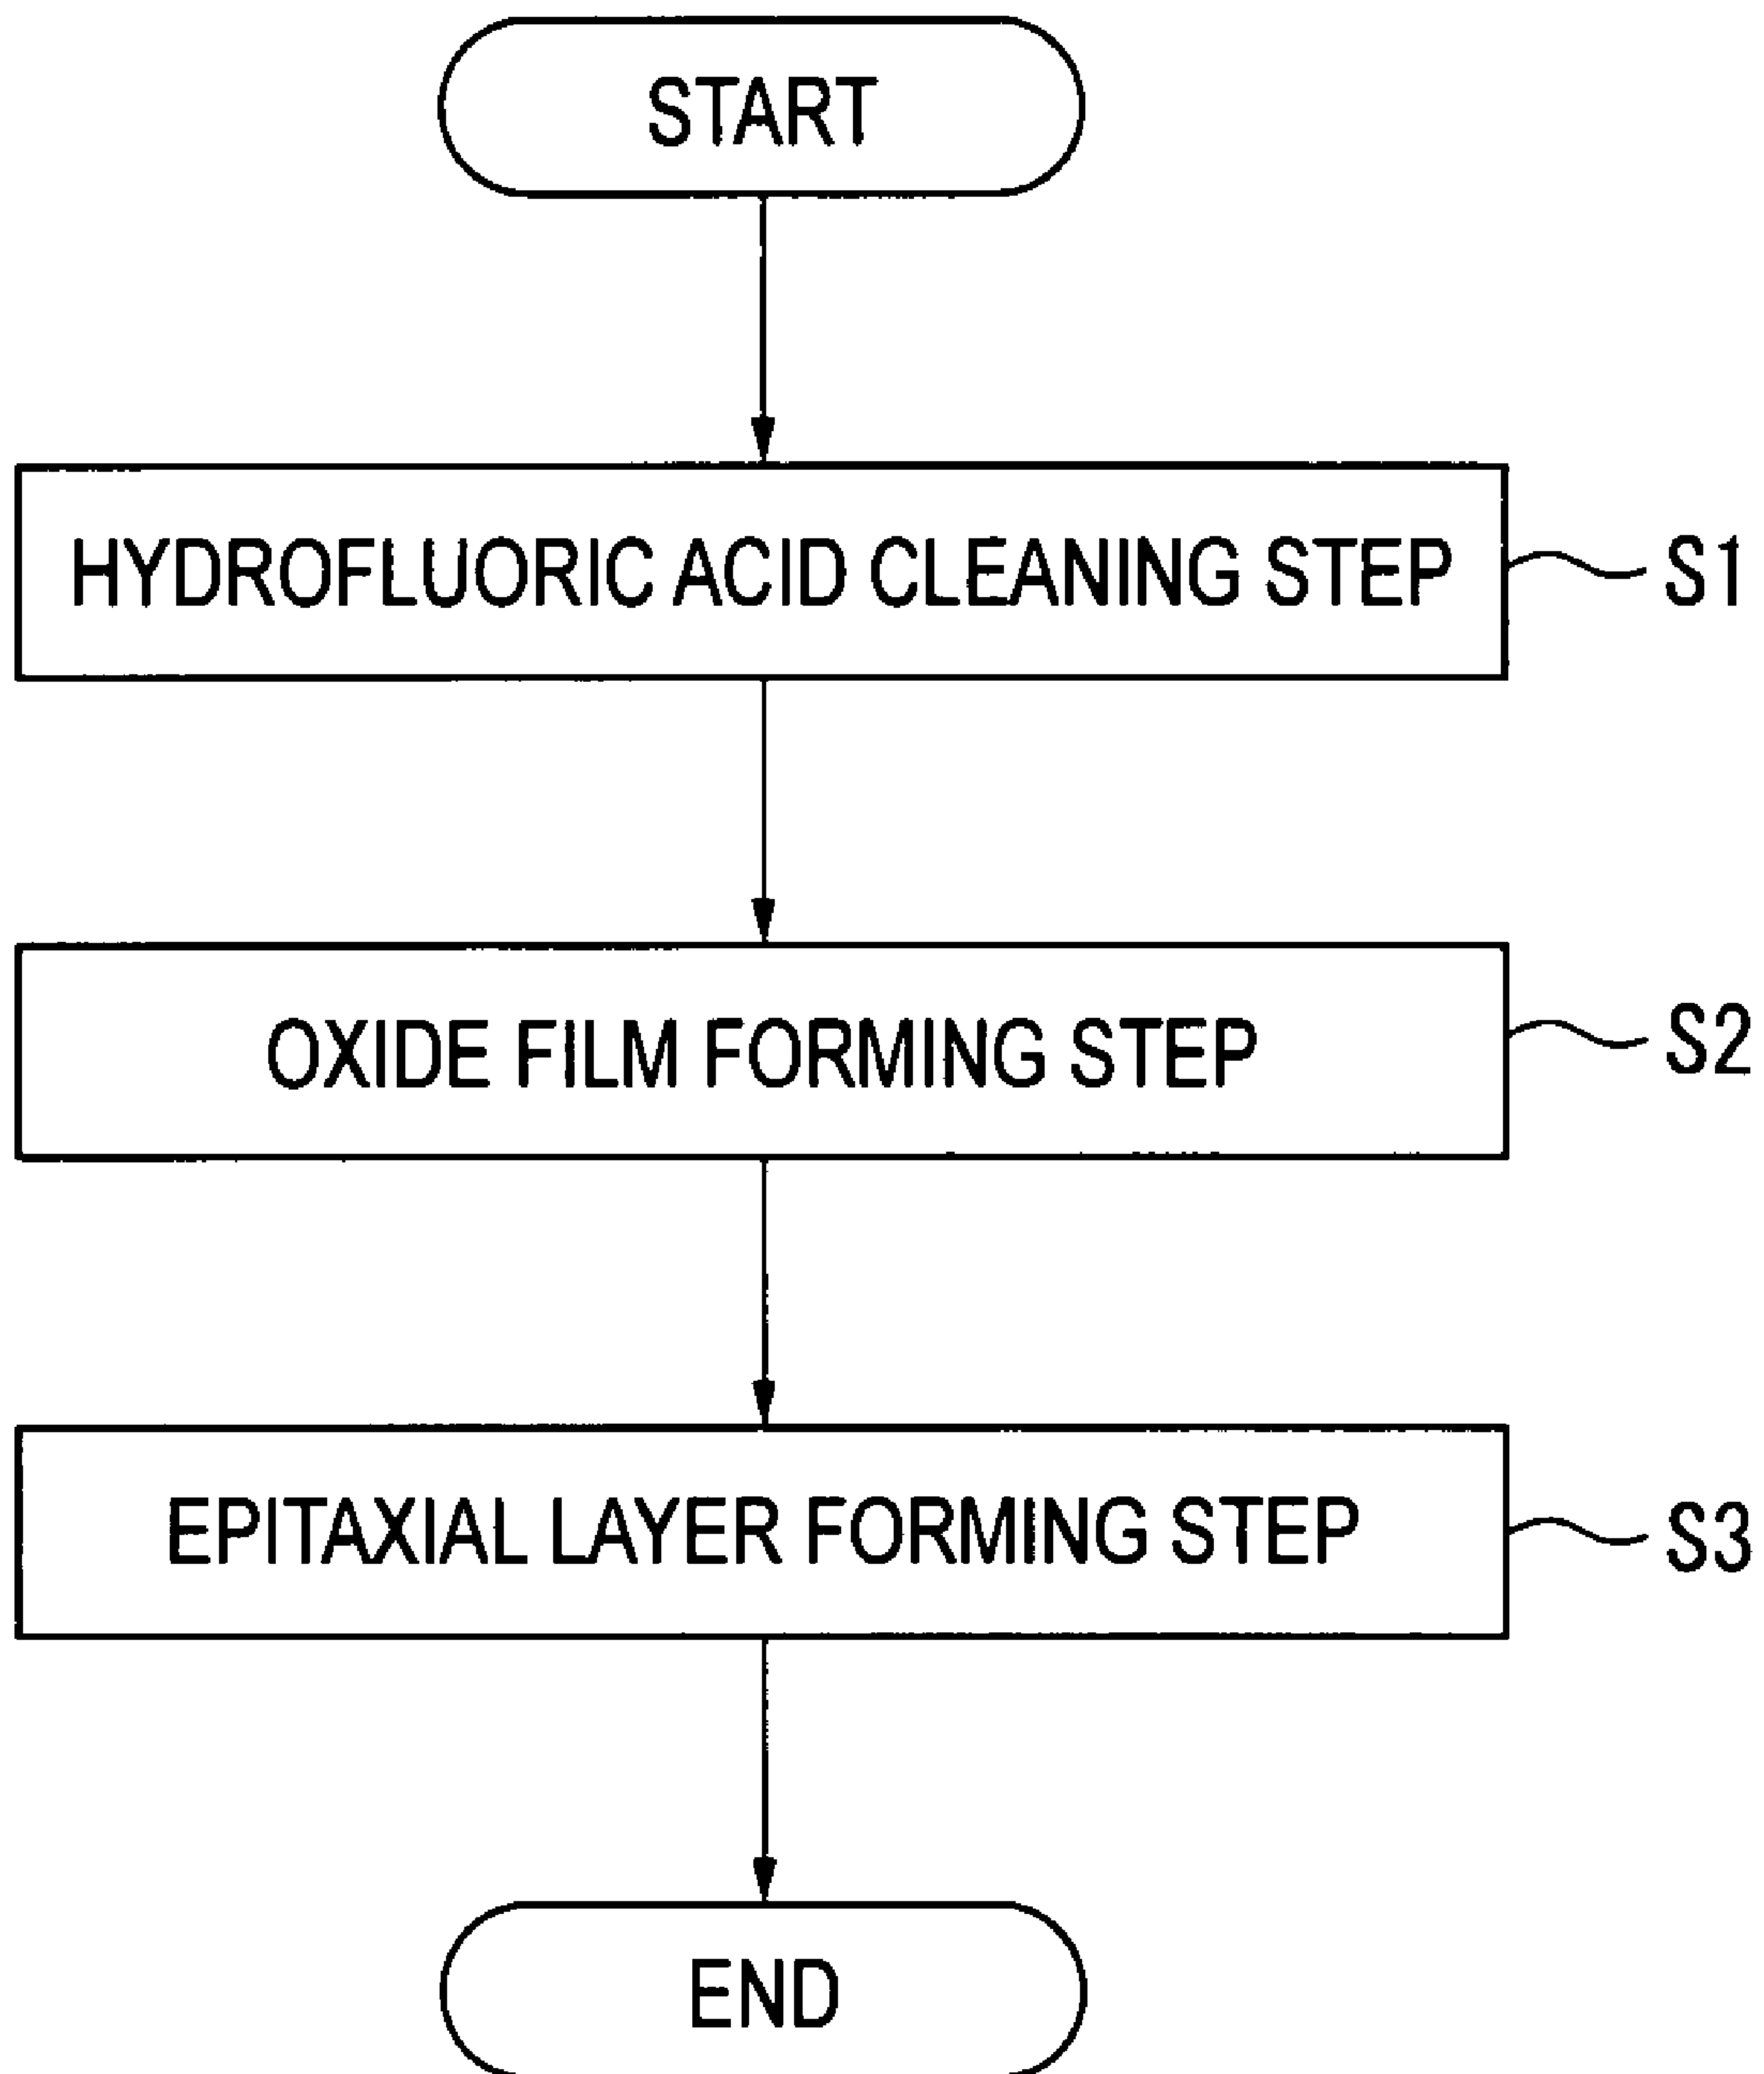 START
HYDROFLUORIC ACID CLEANING STEP S1
OXIDE FILM FORMING STEP S2
EPITAXIAL LAYER FORMING STEP S3
END